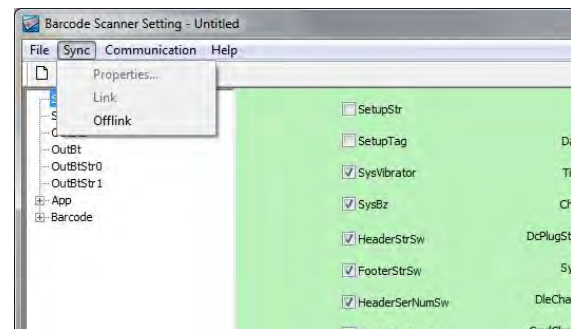 Barcode Scanner Setting - Untitled
File Sync Communication Help
Properties...
Link
Offlink
OutBt
OutBtStr0
OutBtStr1
App
Barcode
SetupStr
SetupTag
SysVibrator
SysBz
HeaderStrSw
DcPlugSt
FooterStrSw
Sy
HeaderSerNumSw
DleCha